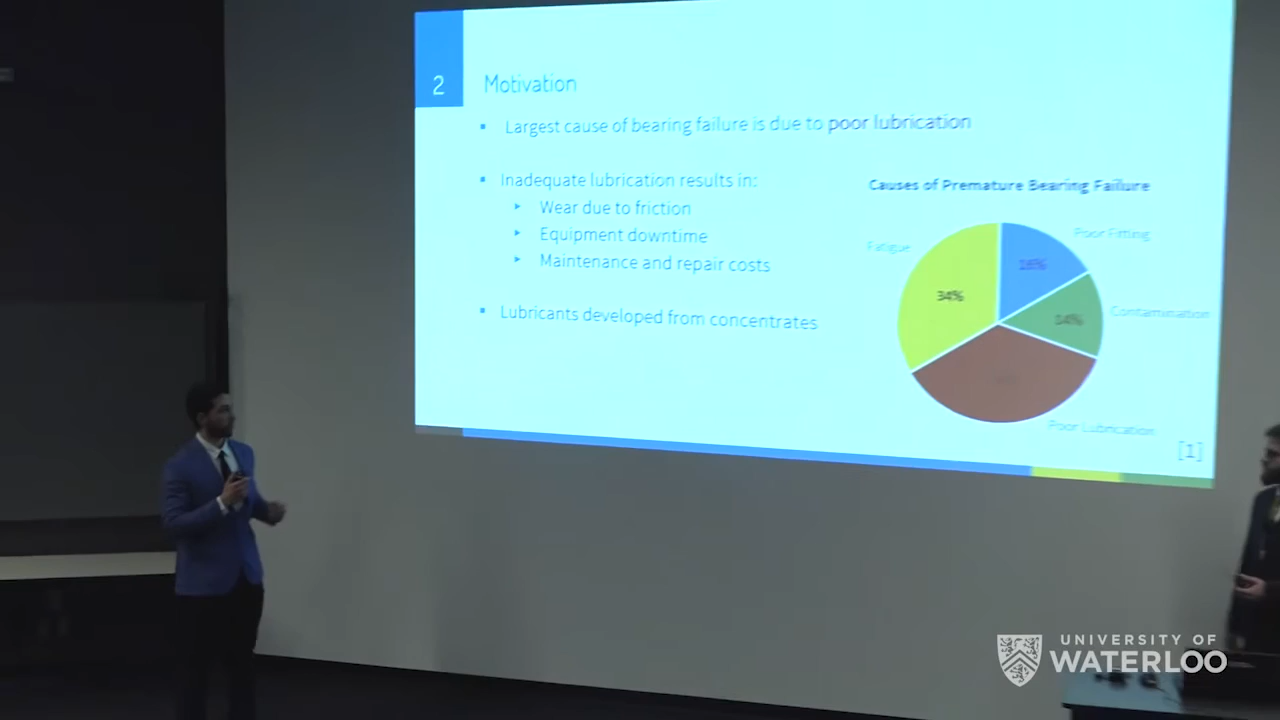 2 Motivation
▪ Largest cause of bearing failure is due to poor lubrication
▪ Inadequate lubrication results in:
‣ Wear due to friction
‣ Equipment downtime
‣ Maintenance and repair costs
▪ Lubricants developed from concentrates
Causes of Premature Bearing Failure
Fatigue
Poor Fitting
16%
34%
Contamination
14%
Poor Lubrication
[1]
UNIVERSITY OF
WATERLOO